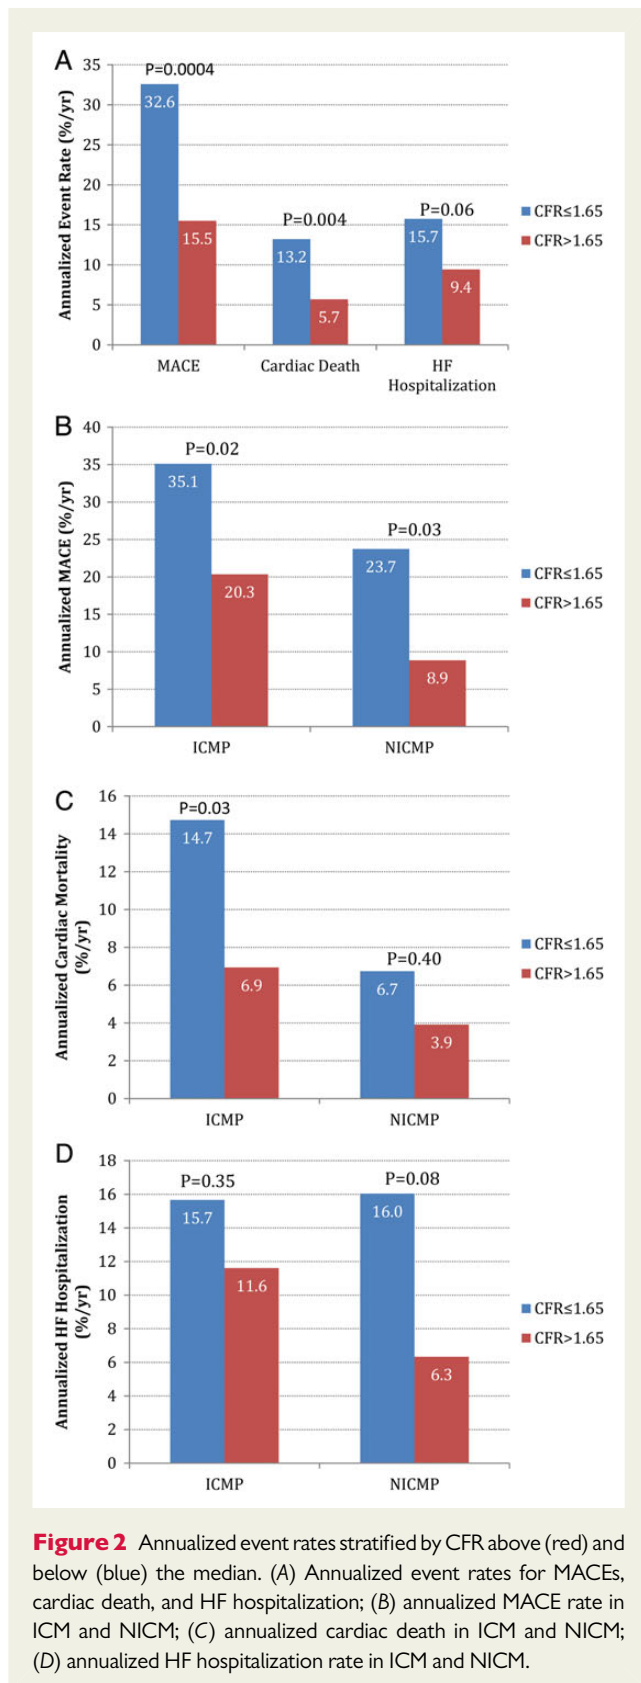 A
P=0.0004
35
30
25
20
15
10
5
0
Annualized Event Rate (%/yr)
32.6
15.5
P=0.004
13.2
5.7
P=0.06
15.7
9.4
CFR≤1.65
CFR>1.65
MACE
Cardiac Death
HF
Hospitalization
B
40
35
30
25
20
15
10
5
0
Annualized MACE (%/yr)
P=0.02
35.1
20.3
P=0.03
23.7
8.9
CFR≤1.65
CFR>1.65
ICMP
NICMP
C
16
14
12
10
8
6
4
2
0
Annualized Cardiac Mortality
(%/yr)
P=0.03
14.7
6.9
P=0.40
6.7
3.9
CFR≤1.65
CFR>1.65
ICMP
NICMP
D
18
16
14
12
10
8
6
4
2
0
Annualized HF Hospitalization
(%/yr)
P=0.35
15.7
11.6
P=0.08
16.0
6.3
CFR≤1.65
CFR>1.65
ICMP
NICMP
Figure 2 Annualized event rates stratified by CFR above (red) and
below (blue) the median. (A) Annualized event rates for MACEs,
cardiac death, and HF hospitalization; (B) annualized MACE rate in
ICM and NICM; (C) annualized cardiac death in ICM and NICM;
(D) annualized HF hospitalization rate in ICM and NICM.